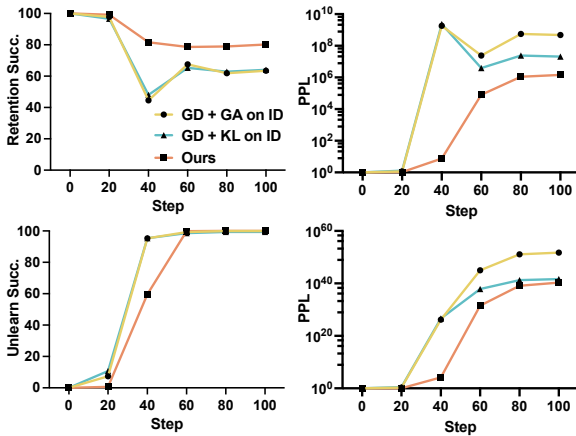 Retention Succ.
100
80
60
40
20
0
GD + GA on ID
GD + KL on ID
Ours
0 20 40 60 80 100
Step
PPL
10^10
10^8
10^6
10^4
10^2
10^0
0 20 40 60 80 100
Step
Unlearn Succ.
100
80
60
40
20
0
0 20 40 60 80 100
Step
PPL
10^60
10^40
10^20
10^0
0 20 40 60 80 100
Step